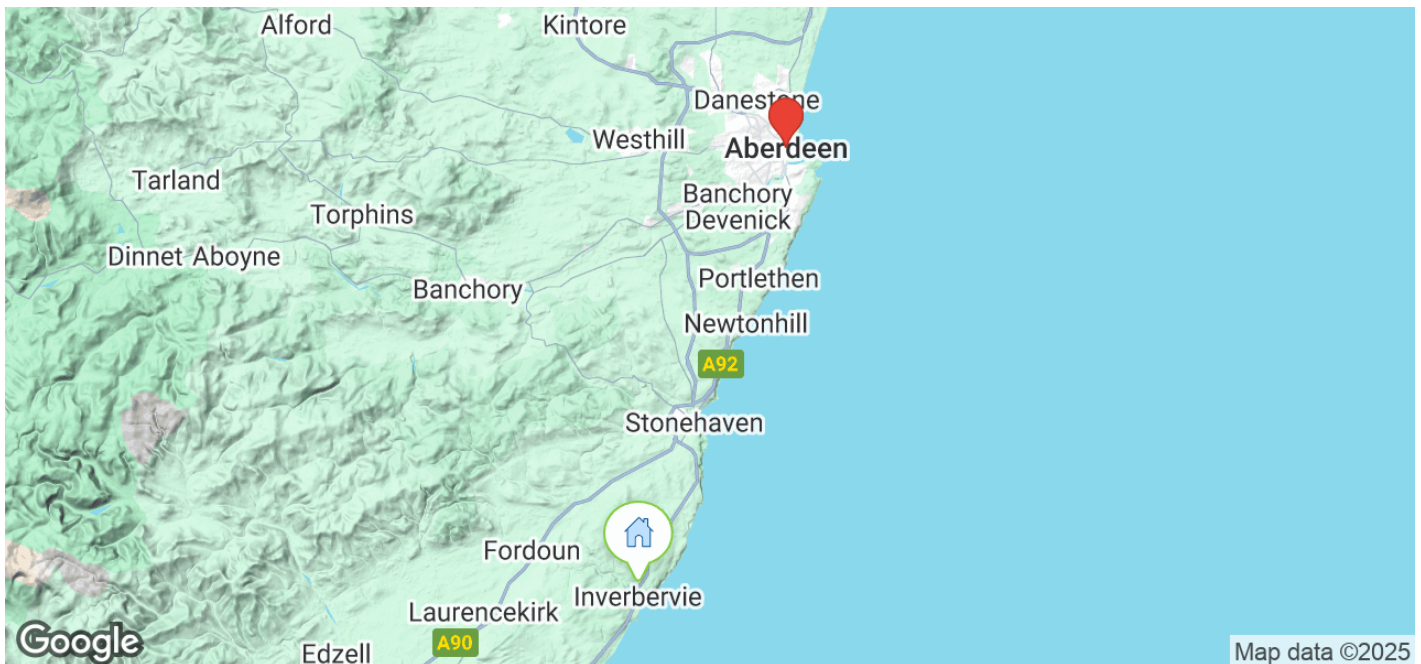 Alford
Kintore
Danestone
Westhill
Aberdeen
Tarland
Banchory
Devenick
Torphins
Dinnet Aboyne
Banchory
Portlethen
Newtonhill
A92
Stonehaven
Fordoun
Inverbervie
Laurencekirk
A90
Edzell
Google
Map data ©2025